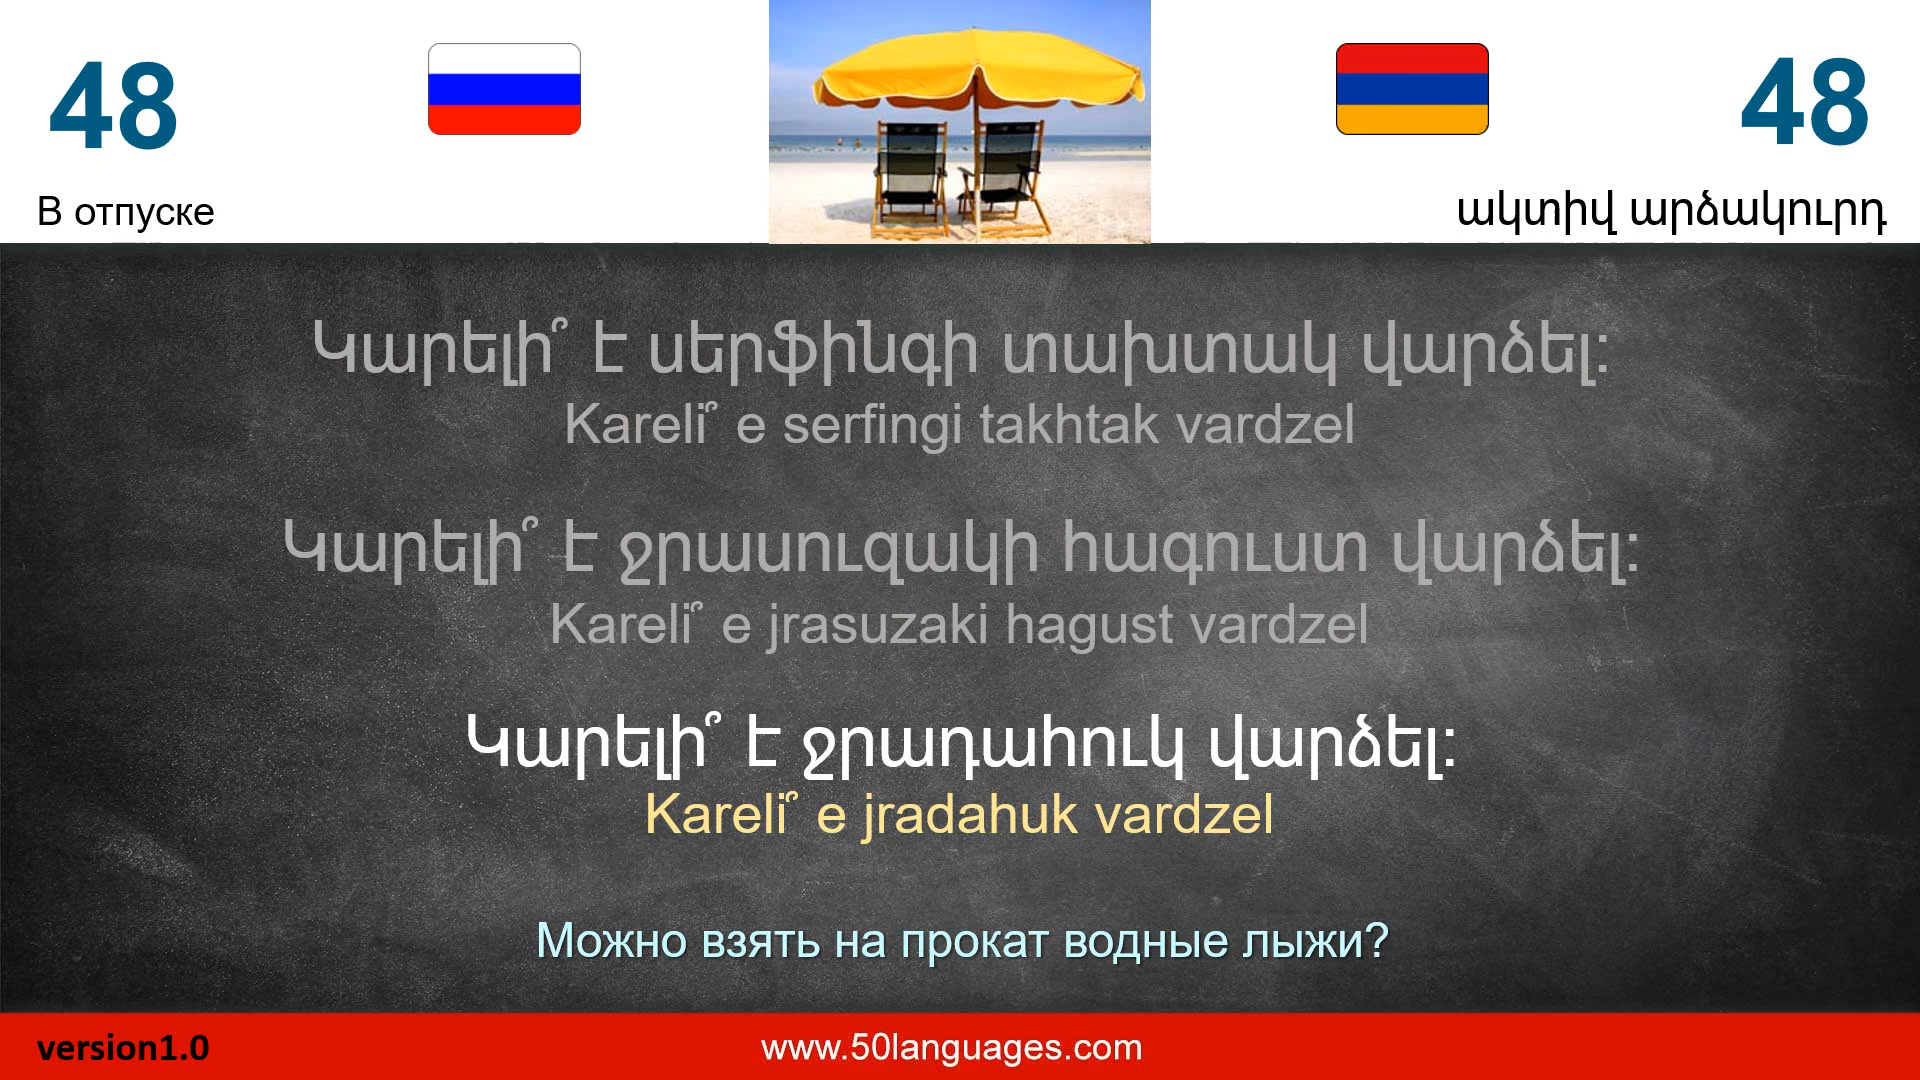 48
48
В отпуске
ակտիվ արձակուրդ
Կարելի՞ է սերֆինգի տախտակ վարձել:
Kareli՞ e serfingi takhtak vardzel
Կարելի՞ է ջրասուզակի հագուստ վարձել:
Kareli՞ e jrasuzaki hagust vardzel
Կարելի՞ է ջրադահուկ վարձել:
Kareli՞ e jradahuk vardzel
Можно взять на прокат водные лыжи?
version1.0
www.50languages.com